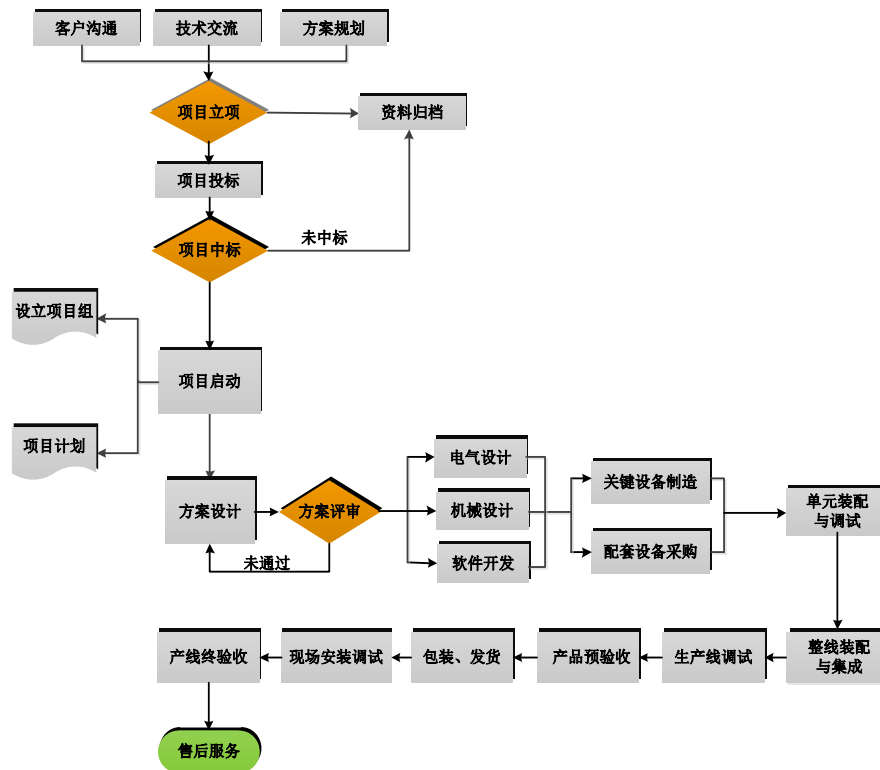 客户沟通
技术交流
方案规划
项目立项
资料归档
项目投标
项目中标
未中标
设立项目组
项目启动
项目计划
方案设计
方案评审
未通过
电气设计
机械设计
软件开发
关键设备制造
配套设备采购
单元装配
与调试
整线装配
与集成
生产线调试
产品预验收
包装、发货
现场安装调试
产线终验收
售后服务